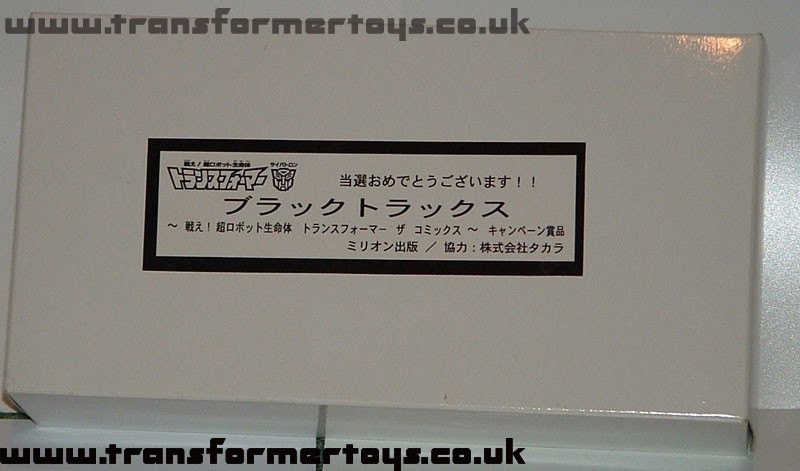 www.transformertoys.co.uk
戦え！超ロボット生命体
トランスフォーマー
サイバトロン
当選おめでとうございます！！
ブラックトラックス
～ 戦え！超ロボット生命体 トランスフォーマー ザ コミックス ～ キャンペーン賞品
ミリオン出版 ／ 協力：株式会社タカラ
www.transformertoys.co.uk